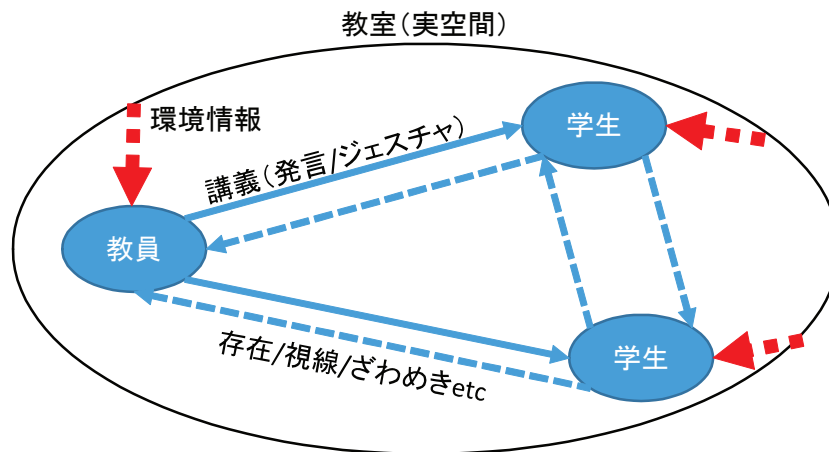 教室（実空間）
環境情報
学生
講義（発言/ジェスチャ）
教員
学生
存在/視線/ざわめきetc